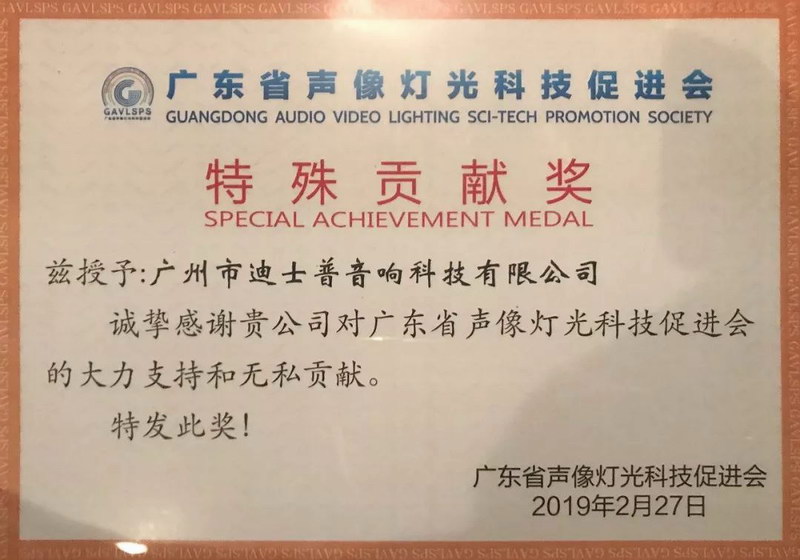 广东省声像灯光科技促进会
GAVLSPS
GUANGDONG AUDIO VIDEO LIGHTING SCI-TECH PROMOTION SOCIETY
特殊贡献奖
SPECIAL ACHIEVEMENT MEDAL
兹授予:广州市迪士普音响科技有限公司
诚挚感谢贵公司对广东省声像灯光科技促进会
的大力支持和无私贡献。
特发此奖!
广东省声像灯光科技促进会
2019年2月27日